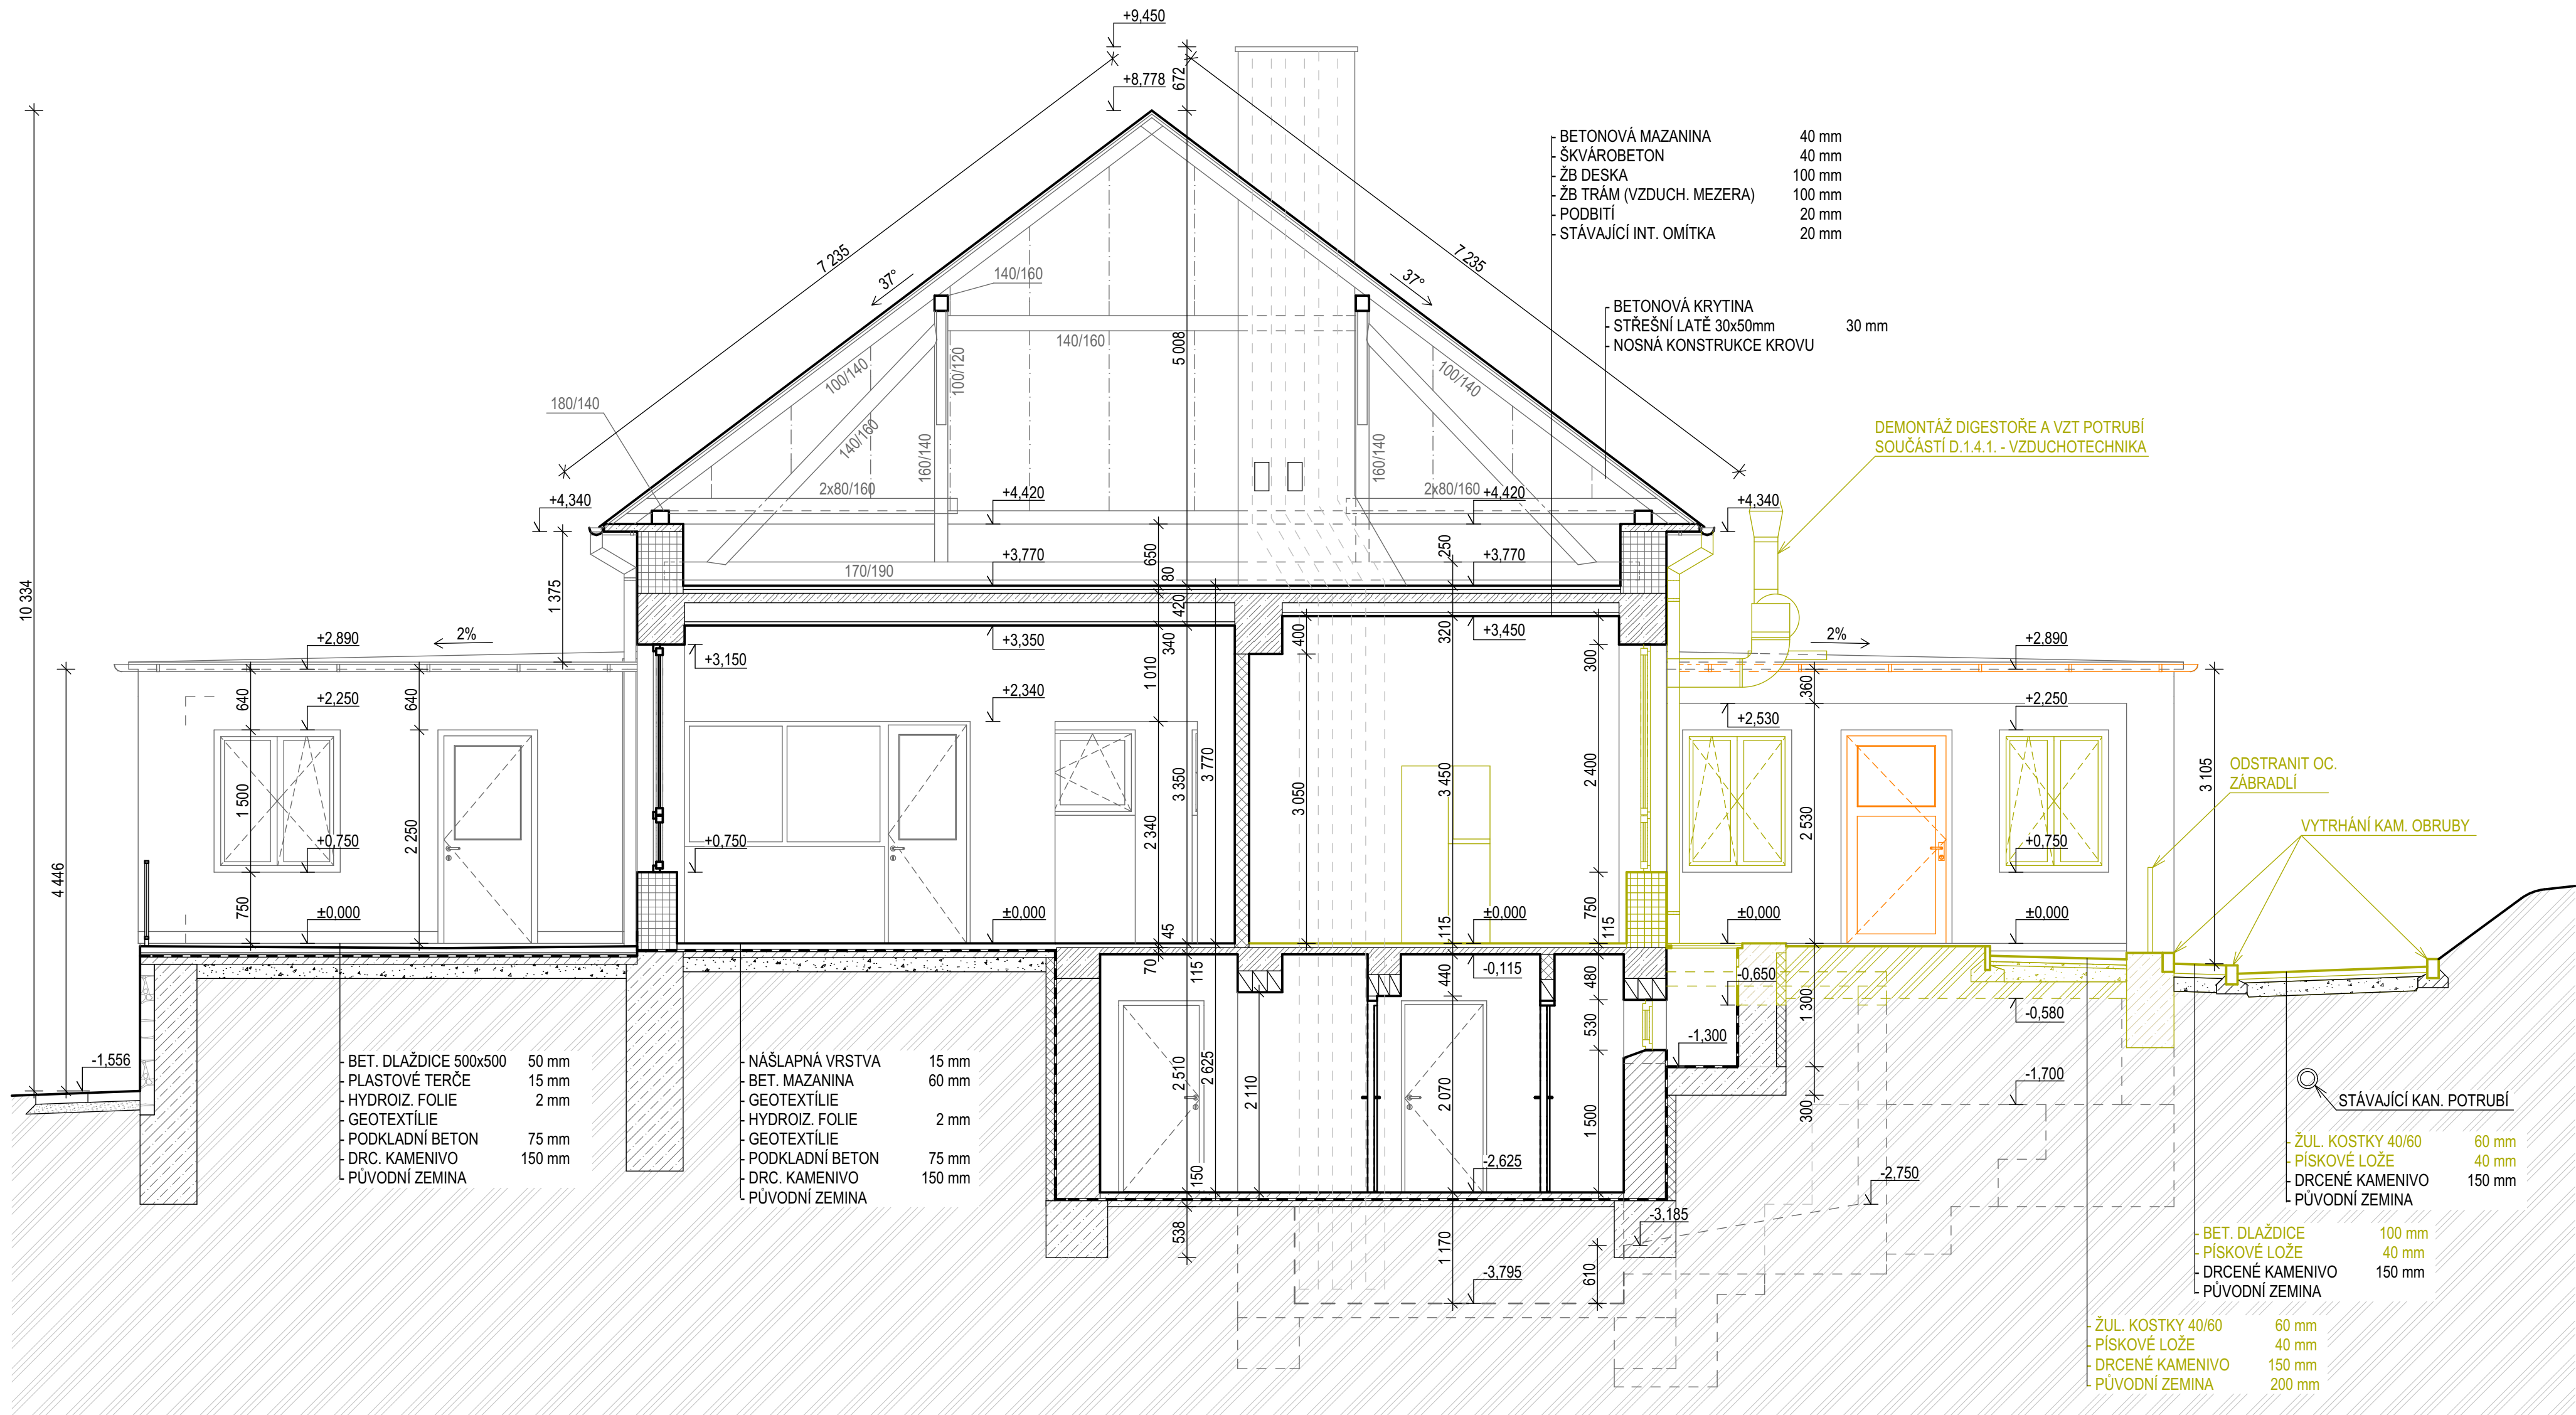 +9,450
672
+8,778
BETONOVÁ MAZANINA 40 mm
ŠKVÁROBETON 40 mm
ŽB DESKA 100 mm
ŽB TRÁM (VZDUCH. MEZERA) 100 mm
PODBITÍ 20 mm
STÁVAJÍCÍ INT. OMÍTKA 20 mm
7 235
7 235
37°
37°
140/160
BETONOVÁ KRYTINA
STŘEŠNÍ LATĚ 30x50mm 30 mm
NOSNÁ KONSTRUKCE KROVU
140/160
5 008
100/140
100/120
100/140
180/140
140/160
160/140
160/140
DEMONTÁŽ DIGESTOŘE A VZT POTRUBÍ
SOUČÁSTÍ D.1.4.1. - VZDUCHOTECHNIKA
2x80/160
2x80/160
+4,340
+4,420
+4,420
+4,340
10 334
1 375
650
250
+3,770
+3,770
170/190
80
420
400
320
+2,890
2%
+3,150
+3,350
340
+3,450
300
2%
+2,890
640
640
1 010
360
+2,250
+2,340
+2,530
+2,250
4 446
1 500
2 250
3 770
3 350
3 050
3 450
2 400
2 530
3 105
ODSTRANIT OC.
ZÁBRADLÍ
VYTRHÁNÍ KAM. OBRUBY
+0,750
+0,750
2 340
+0,750
750
±0,000
±0,000
45
115
±0,000
750
115
±0,000
±0,000
70
115
440
-0,115
480
-0,650
1 300
-0,580
530
-1,300
-1,556
BET. DLAŽDICE 500x500 50 mm
PLASTOVÉ TERČE 15 mm
HYDROIZ. FOLIE 2 mm
GEOTEXTÍLIE
PODKLADNÍ BETON 75 mm
DRC. KAMENIVO 150 mm
PŮVODNÍ ZEMINA
NÁŠLAPNÁ VRSTVA 15 mm
BET. MAZANINA 60 mm
GEOTEXTÍLIE
HYDROIZ. FOLIE 2 mm
GEOTEXTÍLIE
PODKLADNÍ BETON 75 mm
DRC. KAMENIVO 150 mm
PŮVODNÍ ZEMINA
2 510
2 625
2 110
2 070
1 500
300
-1,700
STÁVAJÍCÍ KAN. POTRUBÍ
150
-2,625
-2,750
ŽUL. KOSTKY 40/60 60 mm
PÍSKOVÉ LOŽE 40 mm
DRCENÉ KAMENIVO 150 mm
PŮVODNÍ ZEMINA
538
1 170
-3,185
610
-3,795
BET. DLAŽDICE 100 mm
PÍSKOVÉ LOŽE 40 mm
DRCENÉ KAMENIVO 150 mm
PŮVODNÍ ZEMINA
ŽUL. KOSTKY 40/60 60 mm
PÍSKOVÉ LOŽE 40 mm
DRCENÉ KAMENIVO 150 mm
PŮVODNÍ ZEMINA 200 mm